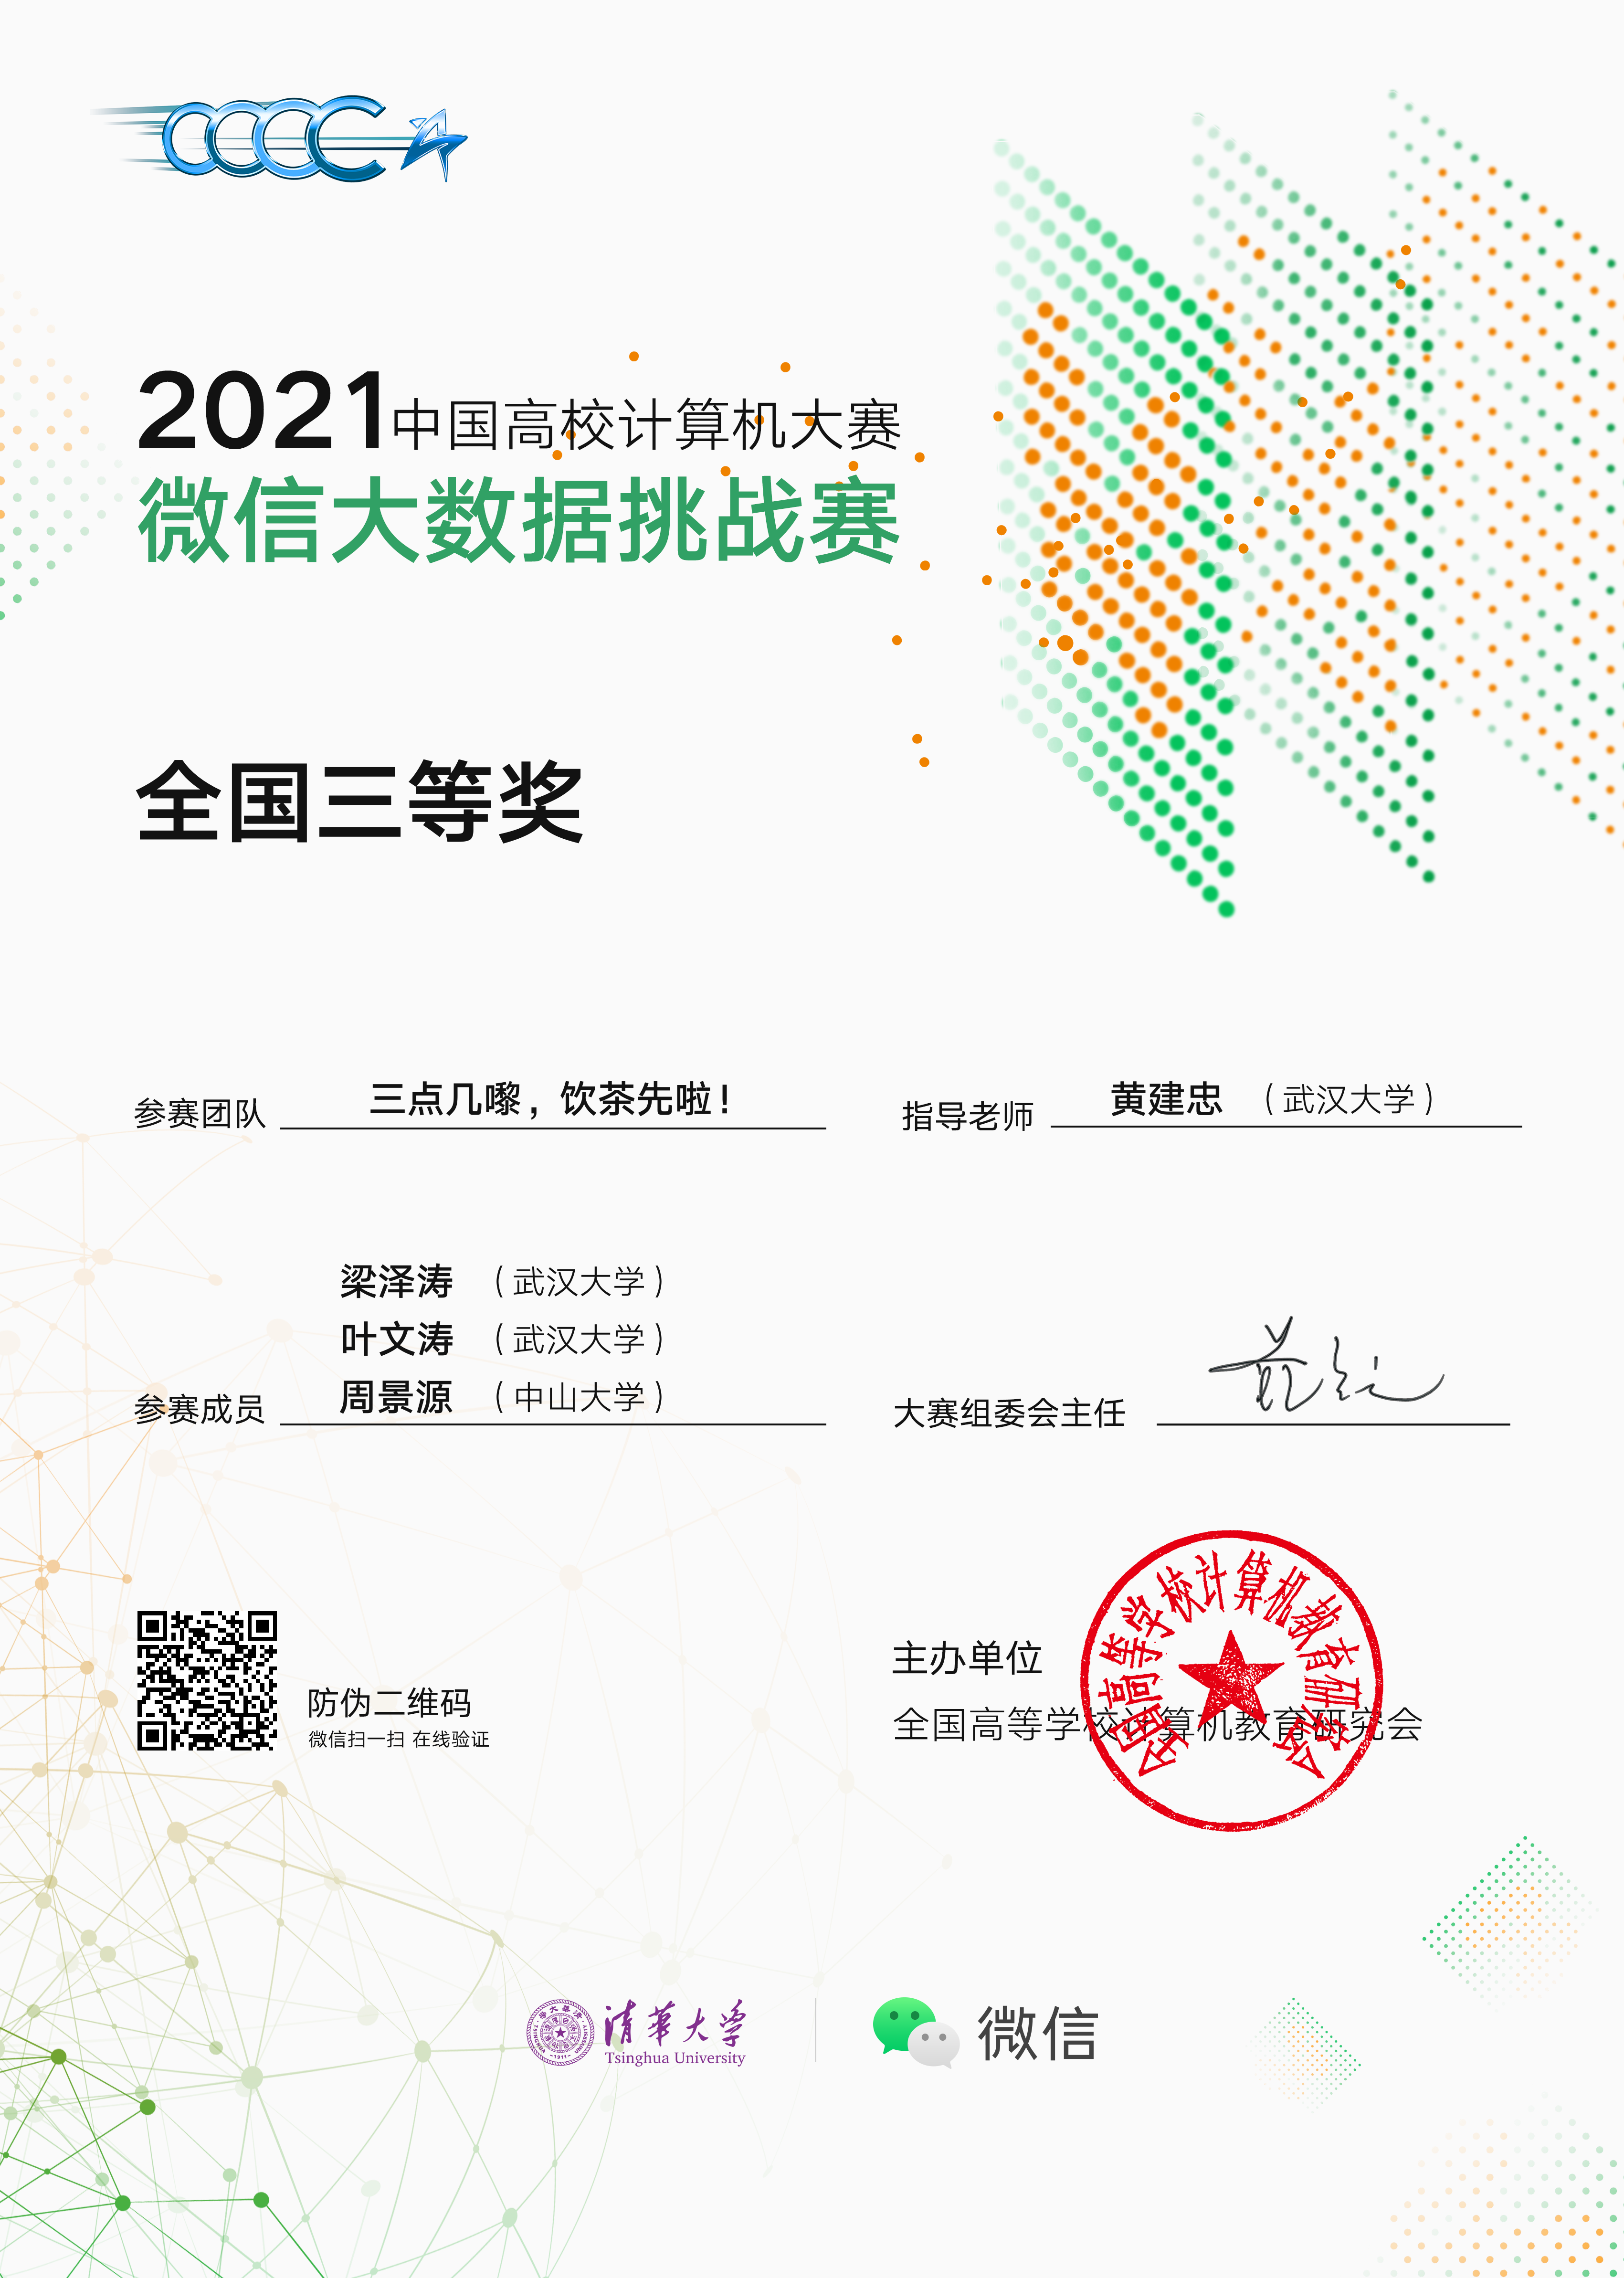 CCCC
2021中国高校计算机大赛
微信大数据挑战赛
全国三等奖
参赛团队 三点几嚟，饮茶先啦！
指导老师 黄建忠 （武汉大学）
梁泽涛 （武汉大学）
叶文涛 （武汉大学）
参赛成员 周景源 （中山大学）
大赛组委会主任
主办单位
全国高等学校计算机教育研究会
全国高等学校计算机教育研究会
防伪二维码
微信扫一扫 在线验证
清華大学
Tsinghua University
微信